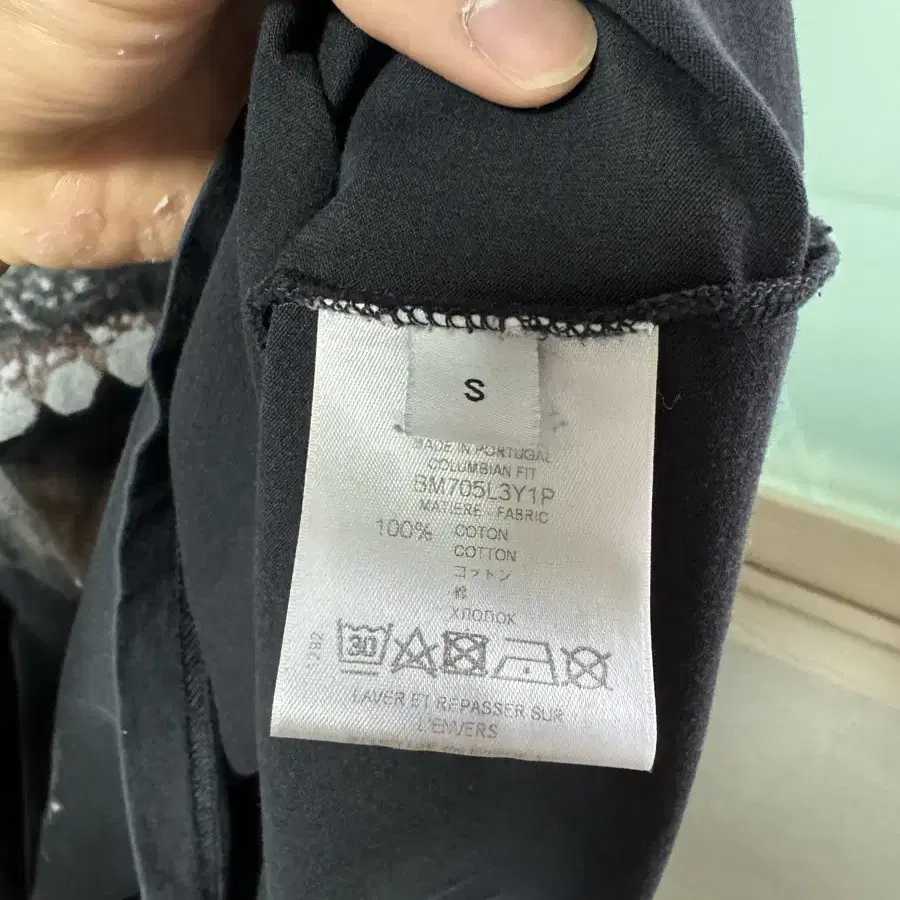 S
MADE IN PORTUGAL
COLUMBIAN FIT
BM705L3Y1P
MATIERE - FABRIC
100% COTON
COTTON
コットン
棉
ХЛОПОК
30
LAVER ET REPASSER SUR
L'ENVERS